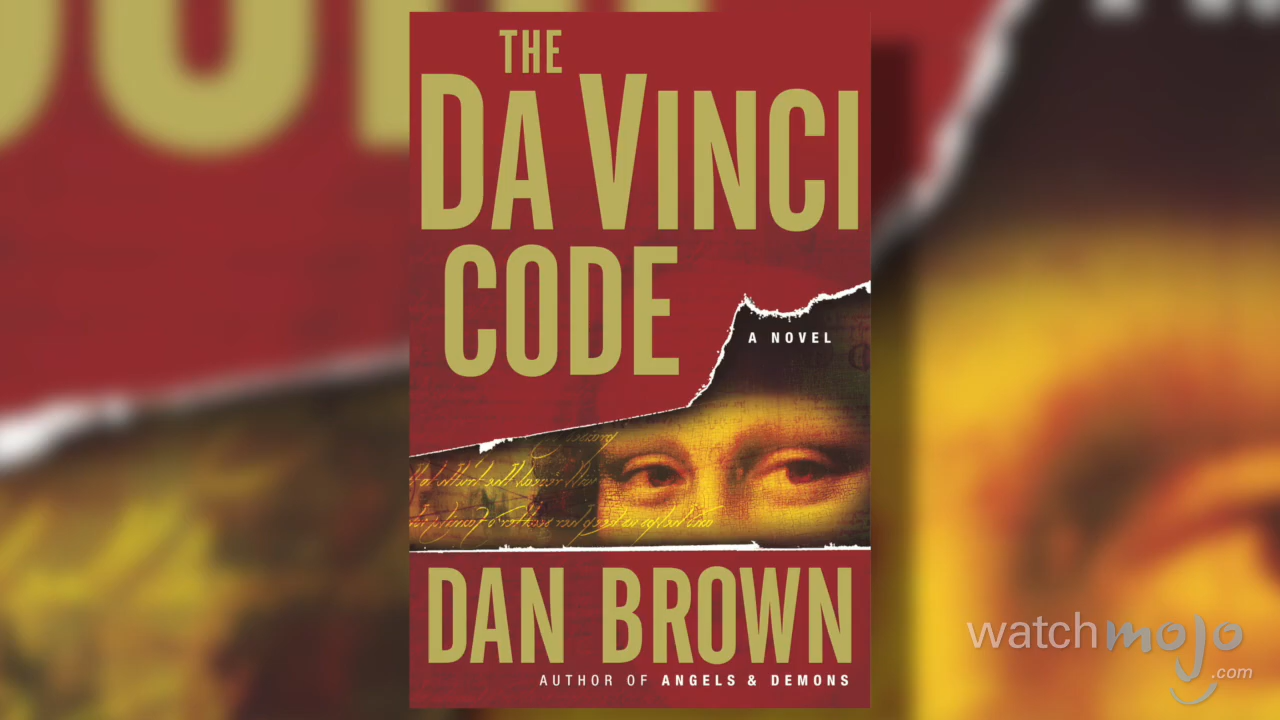 THE
DA VINCI
CODE
A NOVEL
DAN BROWN
AUTHOR OF ANGELS & DEMONS
watchmojo
.com